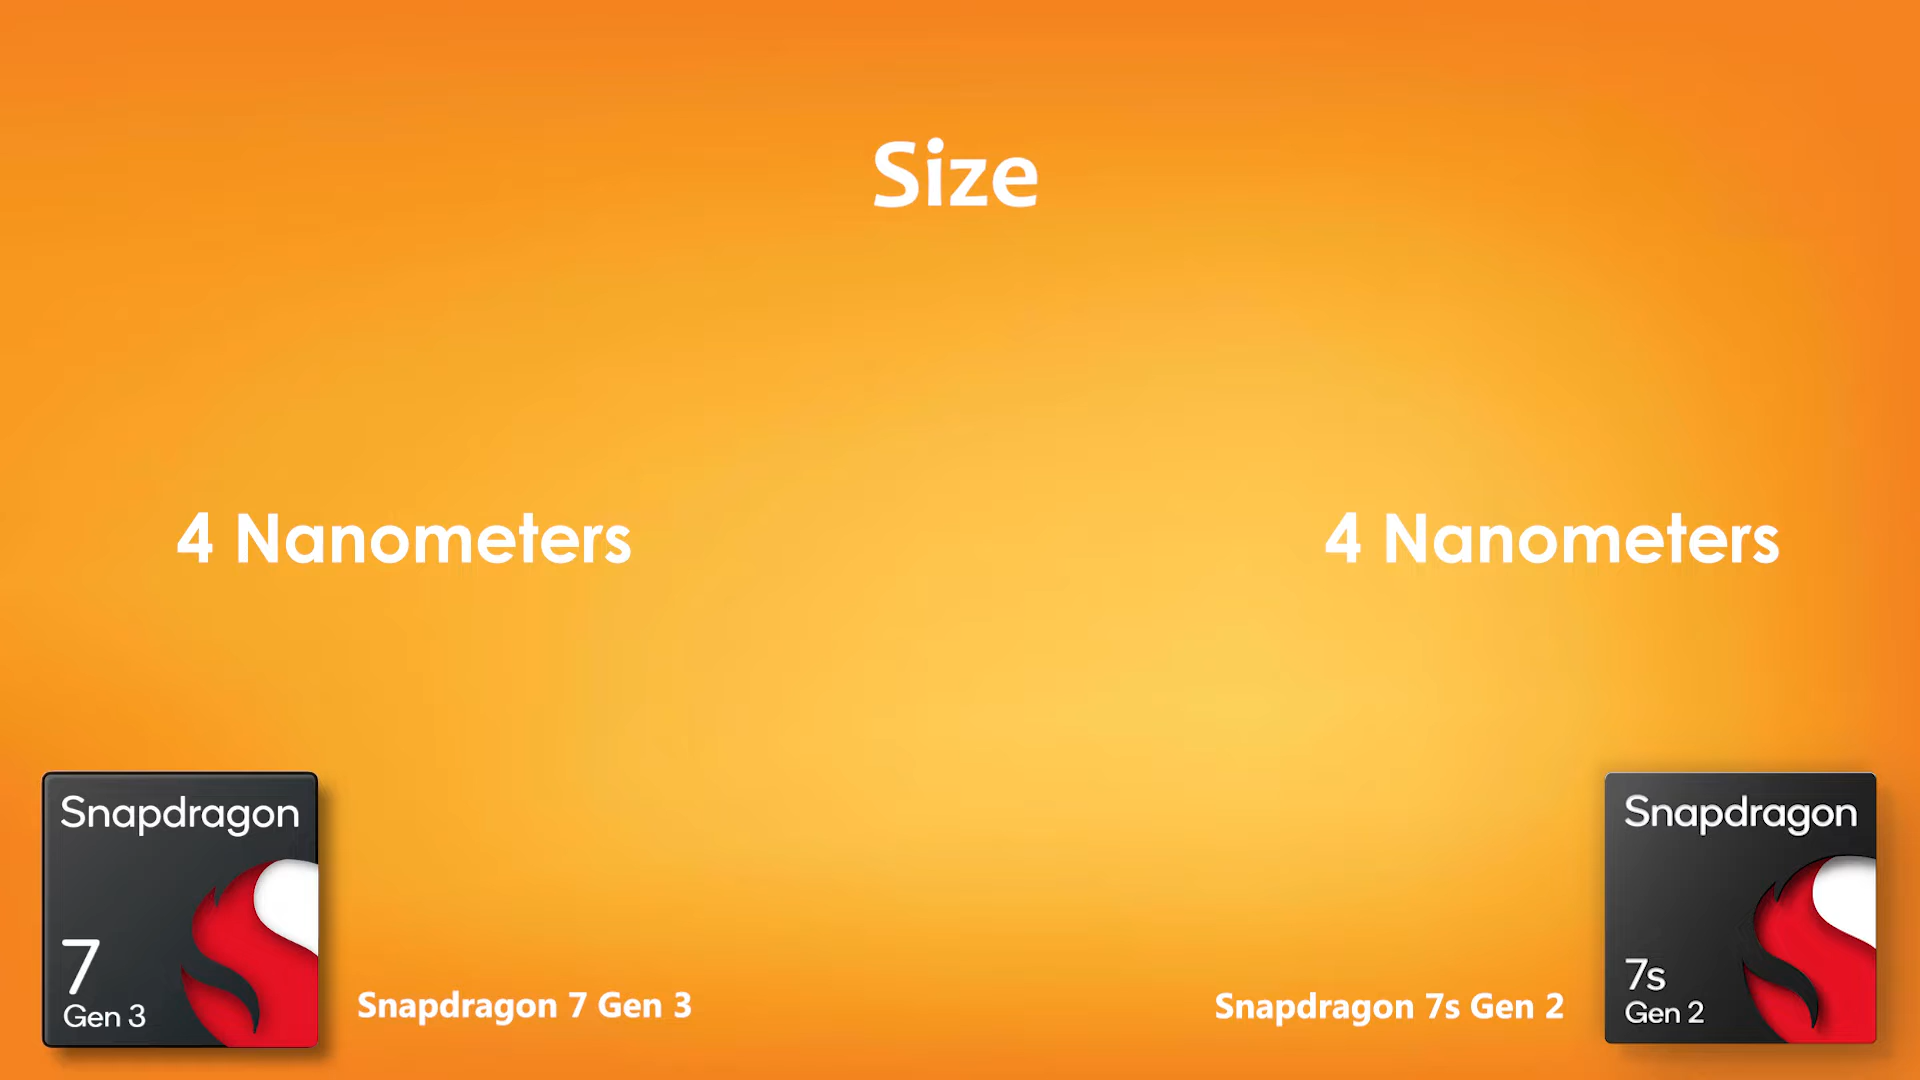 Size
4 Nanometers
4 Nanometers
Snapdragon
7
Gen 3
Snapdragon 7 Gen 3
Snapdragon 7s Gen 2
Snapdragon
7s
Gen 2